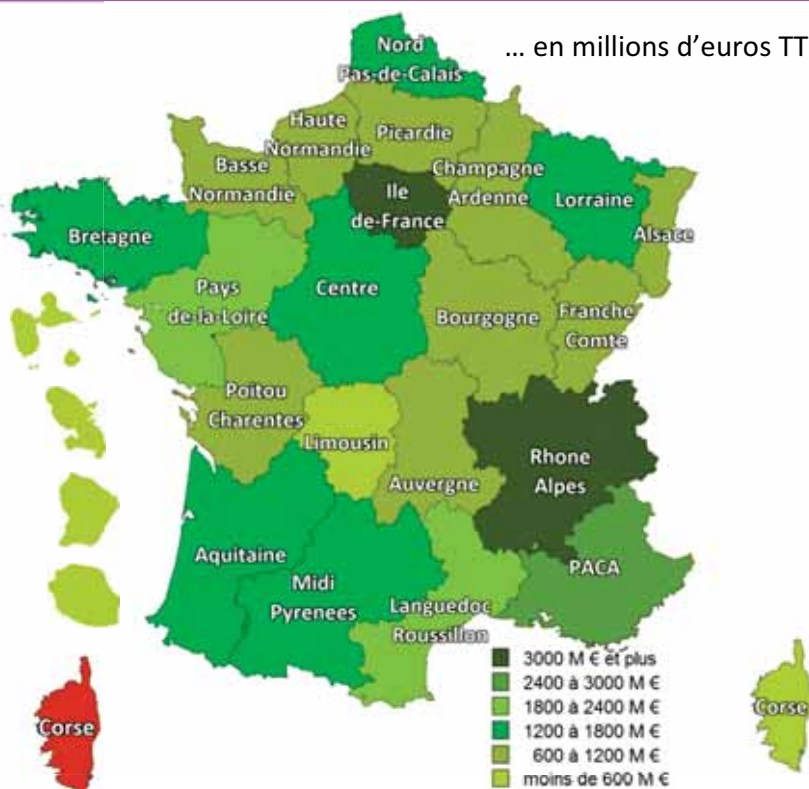 … en millions d’euros TT
Nord
Pas-de-Calais
Haute
Normandie
Picardie
Basse
Normandie
Champagne
Ardenne
Ile
de-France
Lorraine
Alsace
Bretagne
Pays
de-la-Loire
Centre
Bourgogne
Franche
Comte
Poitou
Charentes
Limousin
Auvergne
Rhone
Alpes
Aquitaine
Midi
Pyrenees
Languedoc
Roussillon
PACA
Corse
Corse
3000 M € et plus
2400 à 3000 M €
1800 à 2400 M €
1200 à 1800 M €
600 à 1200 M €
moins de 600 M €